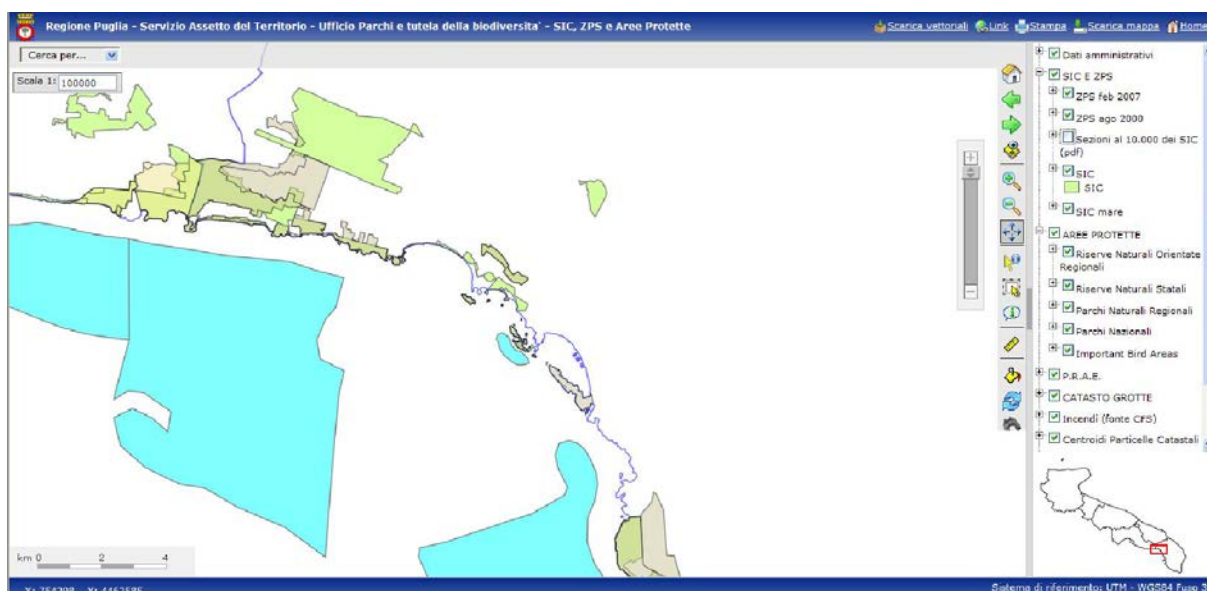 Regione Puglia - Servizio Assetto del Territorio - Ufficio Parchi e tutela della biodiversita' - SIC, ZPS e Aree Protette
Scarica vettoriali Link Stampa Scarica mappa Home
Cerca per...
Scala 1: 100000
Dati amministrativi
SIC E ZPS
ZPS feb 2007
ZPS ago 2000
Sezioni al 10.000 dei SIC
(pdf)
SIC
SIC
SIC mare
AREE PROTETTE
Riserve Naturali Orientate
Regionali
Riserve Naturali Statali
Parchi Naturali Regionali
Parchi Nazionali
Important Bird Areas
P.R.A.E.
CATASTO GROTTE
Incendi (fonte CFS)
Centroidi Particelle Catastali
km 0 2 4
Sistema di riferimento: UTM - WGS84 Fuso 3